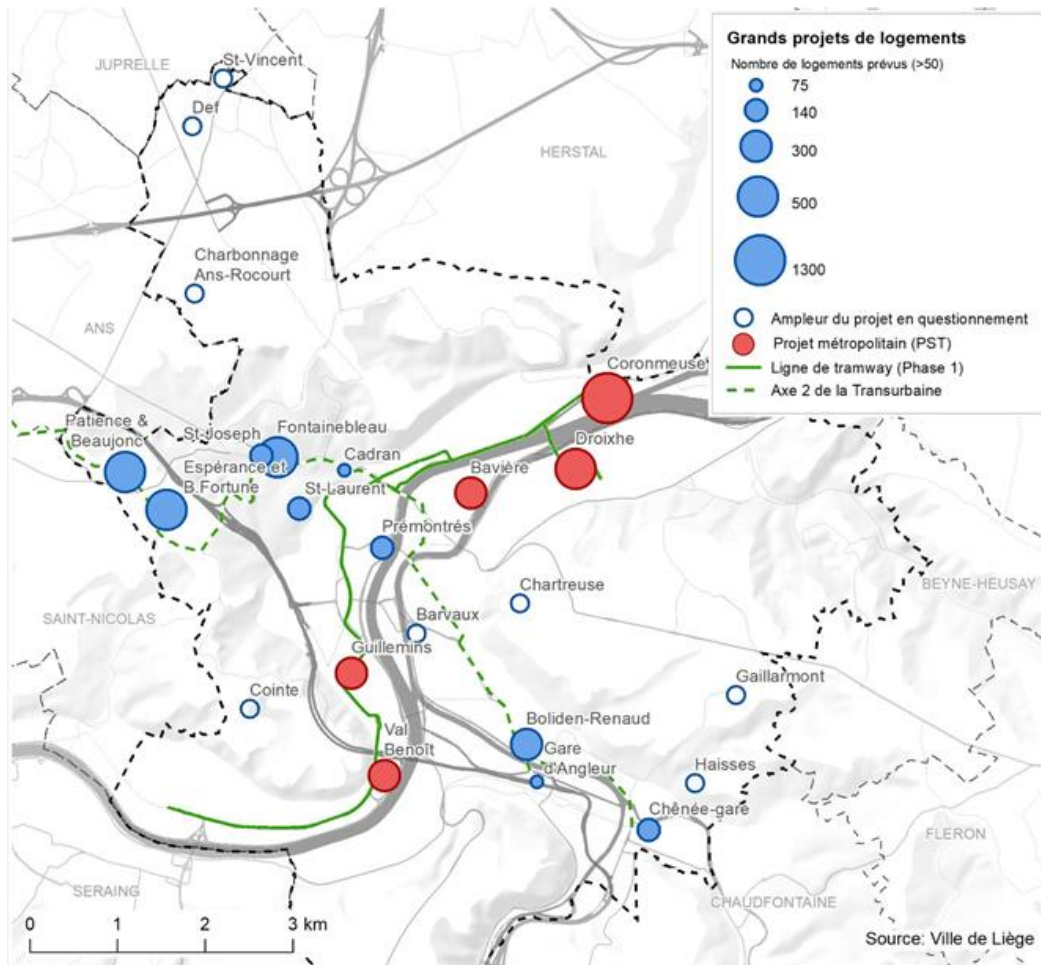 JUPRELLE
St-Vincent
Def
HERSTAL
Charbonnage
Ans-Rocourt
ANS
Coronmeuse
Patience &
Beaujonc
St-Joseph
Fontainebleau
Cadran
Droixhe
Bavière
Espérance et
B.Fortune
St-Laurent
Prémontrés
Chartreuse
BEYNE-HEUSAY
SAINT-NICOLAS
Barvaux
Guillemins
Gaillarmont
Cointe
Val
Benoît
Boliden-Renaud
Gare
d'Angleur
Haisses
Chênée-gare
FLERON
SERAING
CHAUDFONTAINE
0 1 2 3 km
Source: Ville de Liège
Grands projets de logements
Nombre de logements prévus (>50)
75
140
300
500
1300
Ampleur du projet en questionnement
Projet métropolitain (PST)
Ligne de tramway (Phase 1)
Axe 2 de la Transurbaine